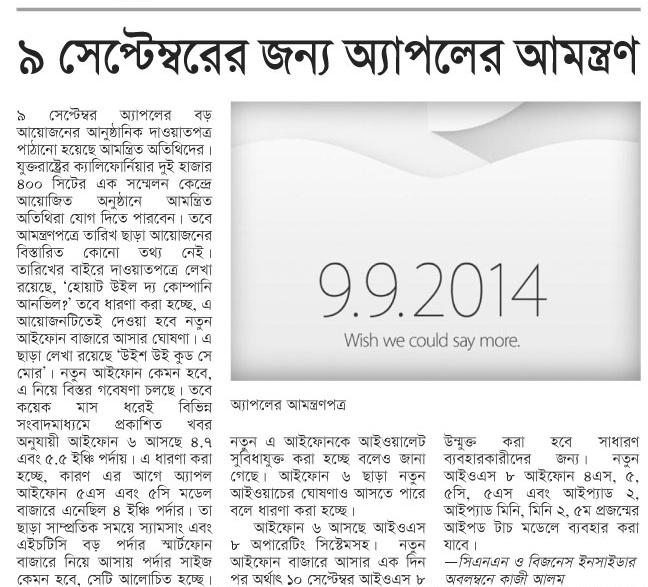 ৯ সেপ্টেম্বরের জন্য অ্যাপলের আমন্ত্রণ
৯ সেপ্টেম্বর অ্যাপলের বড়
আয়োজনের আনুষ্ঠানিক দাওয়াতপত্র
পাঠানো হয়েছে আমন্ত্রিত অতিথিদের।
যুক্তরাষ্ট্রের ক্যালিফোর্নিয়ার দুই হাজার
৪০০ সিটের এক সম্মেলন কেন্দ্রে
আয়োজিত অনুষ্ঠানে আমন্ত্রিত
অতিথিরা যোগ দিতে পারবেন। তবে
আমন্ত্রণপত্রে তারিখ ছাড়া আয়োজনের
বিস্তারিত কোনো তথ্য নেই।
তারিখের বাইরে দাওয়াতপত্রে লেখা
রয়েছে, ‘হোয়াট উইল দ্য কোম্পানি
আনভিল?’ তবে ধারণা করা হচ্ছে, এ
আয়োজনটিতেই দেওয়া হবে নতুন
আইফোন বাজারে আসার ঘোষণা। এ
ছাড়া লেখা রয়েছে ‘উইশ উই কুড সে
মোর’। নতুন আইফোন কেমন হবে,
এ নিয়ে বিস্তর গবেষণা চলছে। তবে
কয়েক মাস ধরেই বিভিন্ন
সংবাদমাধ্যমে প্রকাশিত খবর
অনুযায়ী আইফোন ৬ আসছে ৪.৭
এবং ৫.৫ ইঞ্চি পর্দায়। এ ধারণা করা
হচ্ছে, কারণ এর আগে অ্যাপল
আইফোন ৫এস এবং ৫সি মডেল
বাজারে এনেছিল ৪ ইঞ্চি পর্দার। তা
ছাড়া সাম্প্রতিক সময়ে স্যামসাং এবং
এইচটিসি বড় পর্দার স্মার্টফোন
বাজারে নিয়ে আসায় পর্দার সাইজ
কেমন হবে, সেটি আলোচিত হচ্ছে।
9.9.2014
Wish we could say more.
অ্যাপলের আমন্ত্রণপত্র
নতুন এ আইফোনকে আইওয়ালেট
সুবিধাযুক্ত করা হচ্ছে বলেও জানা
গেছে। আইফোন ৬ ছাড়া নতুন
আইওয়াচের ঘোষণাও আসতে পারে
বলে ধারণা করা হচ্ছে।
আইফোন ৬ আসছে আইওএস
৮ অপারেটিং সিস্টেমসহ। নতুন
আইফোন বাজারে আসার এক দিন
পর অর্থাৎ ১০ সেপ্টেম্বর আইওএস ৮
উন্মুক্ত করা হবে সাধারণ
ব্যবহারকারীদের জন্য। নতুন
আইওএস ৮ আইফোন ৪এস, ৫,
৫সি, ৫এস এবং আইপ্যাড ২,
আইপ্যাড মিনি, মিনি ২, ৫ম প্রজন্মের
আইপড টাচ মডেলে ব্যবহার করা
যাবে।
—সিএনএন ও বিজনেস ইনসাইডার
অবলম্বনে কাজী আলম